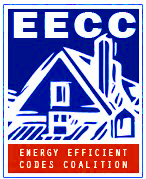 EECC
ENERGY EFFICIENT
CODES COALITION